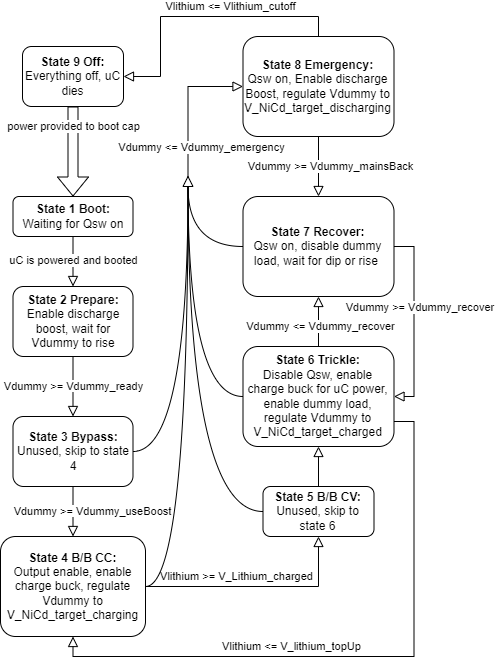 Vlithium <= Vlithium_cutoff
State 9 Off:
Everything off, uC
dies
State 8 Emergency:
Qsw on, Enable discharge
Boost, regulate Vdummy to
V_NiCd_target_discharging
power provided to boot cap
Vdummy <= Vdummy_emergency
Vdummy >= Vdummy_mainsBack
State 1 Boot:
Waiting for Qsw on
State 7 Recover:
Qsw on, disable dummy
load, wait for dip or rise
uC is powered and booted
State 2 Prepare:
Enable discharge
boost, wait for
Vdummy to rise
Vdummy >= Vdummy_recover
Vdummy <= Vdummy_recover
State 6 Trickle:
Disable Qsw, enable
charge buck for uC power,
enable dummy load,
regulate Vdummy to
V_NiCd_target_charged
Vdummy >= Vdummy_ready
State 3 Bypass:
Unused, skip to state
4
State 5 B/B CV:
Unused, skip to
state 6
Vdummy >= Vdummy_useBoost
State 4 B/B CC:
Output enable, enable
charge buck, regulate
Vdummy to
V_NiCd_target_charging
Vlithium >= V_Lithium_charged
Vlithium <= V_lithium_topUp